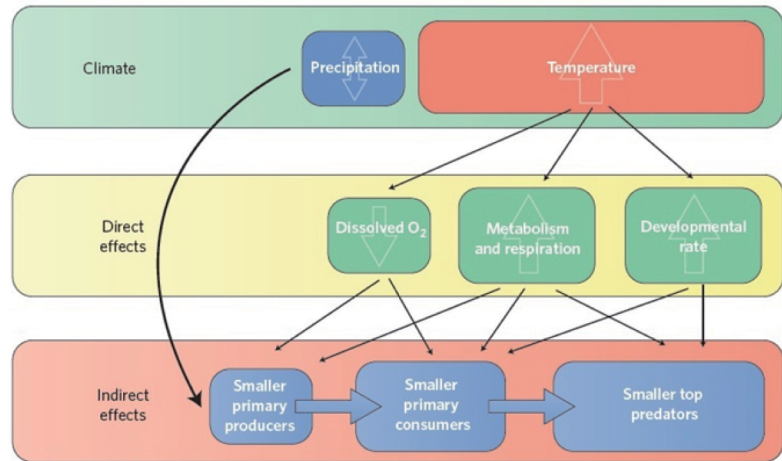 Climate
Precipitation
Temperature
Direct
effects
Dissolved O₂
Metabolism
and respiration
Developmental
rate
Indirect
effects
Smaller
primary
producers
Smaller
primary
consumers
Smaller top
predators